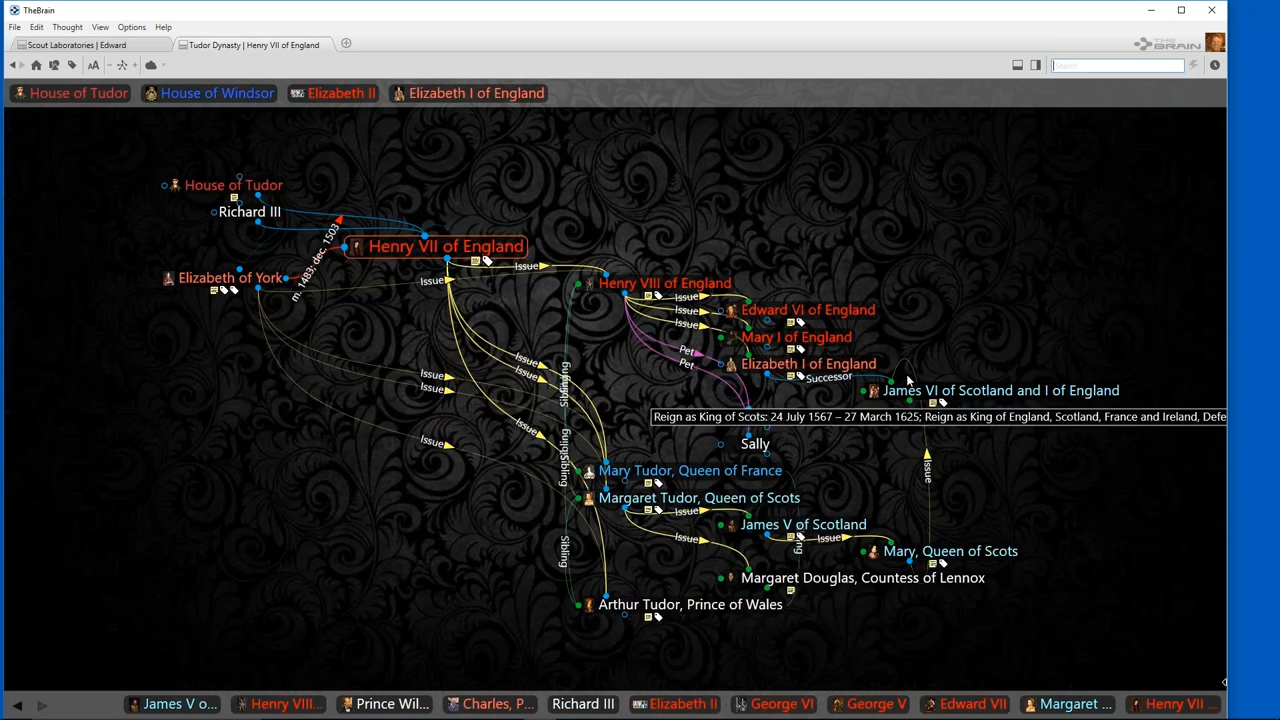 TheBrain
File Edit Thought View Options Help
Scout Laboratories | Edward
Tudor Dynasty | Henry VII of England
THE BRAIN
AA
Search
House of Tudor
House of Windsor
Elizabeth II
Elizabeth I of England
House of Tudor
Richard III
m. 1483; dec. 1503
Henry VII of England
Issue
Elizabeth of York
Issue
Henry VIII of England
Issue
Issue
Issue
Edward VI of England
Mary I of England
Pet
Pet
Elizabeth I of England
Successor
James VI of Scotland and I of England
Issue
Issue
Issue
Issue
Sibling
Reign as King of Scots: 24 July 1567 – 27 March 1625; Reign as King of England, Scotland, France and Ireland, Defe
Issue
Issue
Sibling
Sally
Issue
Mary Tudor, Queen of France
Margaret Tudor, Queen of Scots
Issue
James V of Scotland
Issue
Issue
Sibling
Mary, Queen of Scots
Margaret Douglas, Countess of Lennox
Arthur Tudor, Prince of Wales
James V o...
Henry VIII...
Prince Wil...
Charles, P...
Richard III
Elizabeth II
George VI
George V
Edward VII
Margaret ...
Henry VII ...